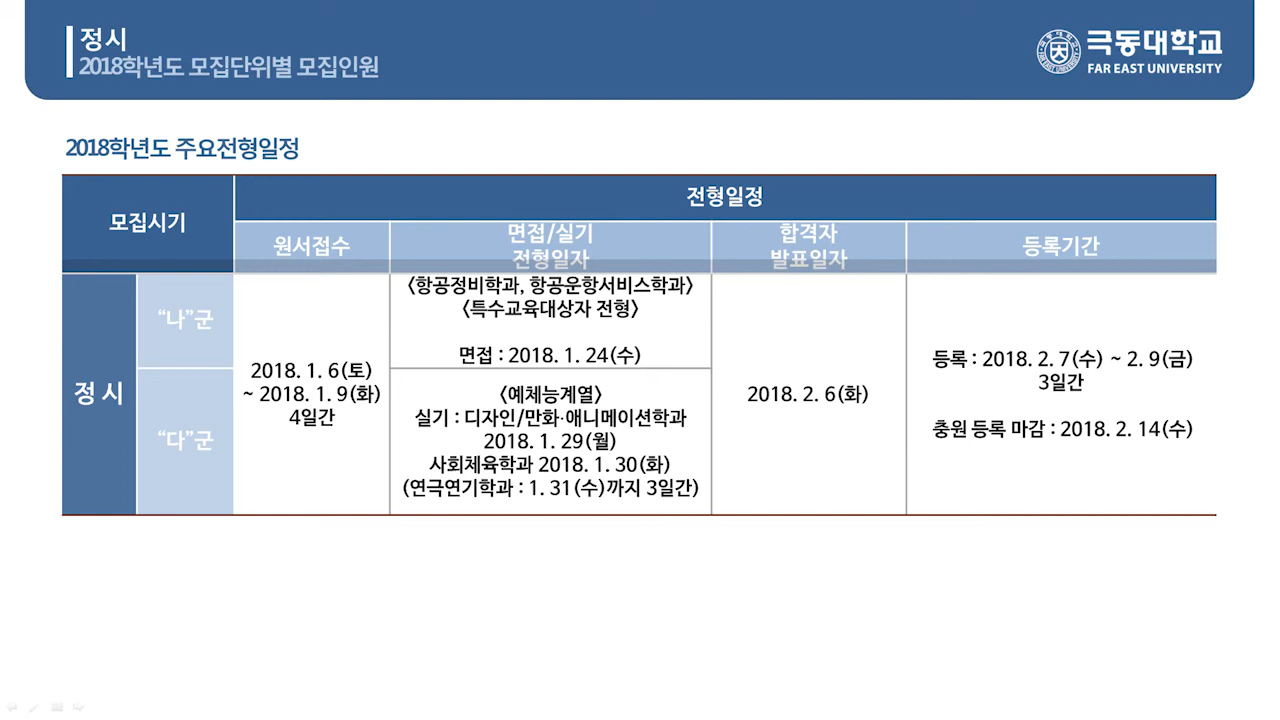 정시
2018학년도 모집단위별 모집인원
극동대학교
FAR EAST UNIVERSITY
2018학년도 주요전형일정
모집시기
전형일정
원서접수
면접/실기
전형일자
합격자
발표일자
등록기간
정 시
“나”군
“다”군
2018. 1. 6(토)
~ 2018. 1. 9(화)
4일간
<항공정비학과, 항공운항서비스학과>
<특수교육대상자 전형>
면접 : 2018. 1. 24(수)
<예체능계열>
실기 : 디자인/만화·애니메이션학과
2018. 1. 29(월)
사회체육학과 2018. 1. 30(화)
(연극연기학과 : 1. 31(수)까지 3일간)
2018. 2. 6(화)
등록 : 2018. 2. 7(수) ~ 2. 9(금)
3일간
충원 등록 마감 : 2018. 2. 14(수)